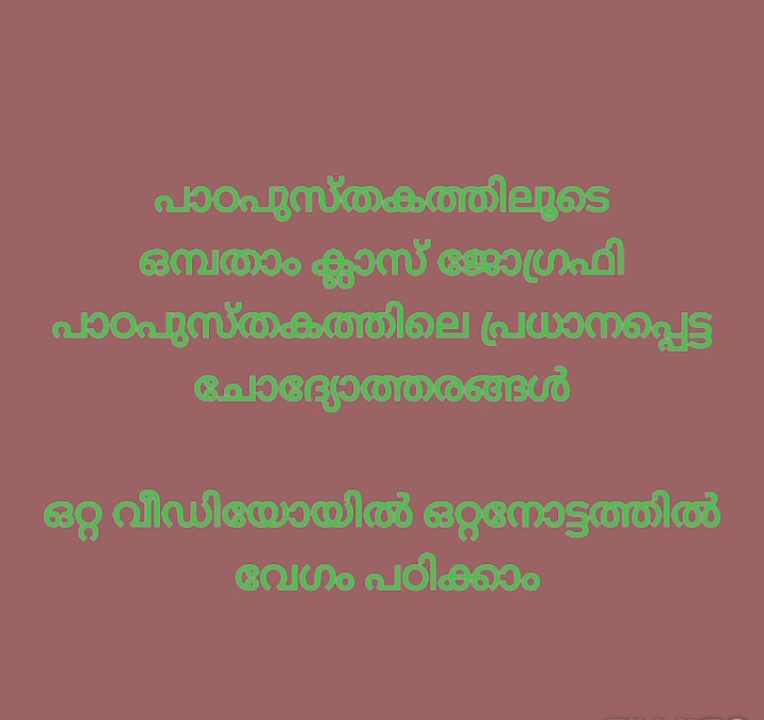 പാഠപുസ്തകത്തിലൂടെ
ഒമ്പതാം ക്ലാസ് ജോഗ്രഫി
പാഠപുസ്തകത്തിലെ പ്രധാനപ്പെട്ട
ചോദ്യോത്തരങ്ങൾ
ഒറ്റ വീഡിയോയിൽ ഒറ്റനോട്ടത്തിൽ
വേഗം പഠിക്കാം